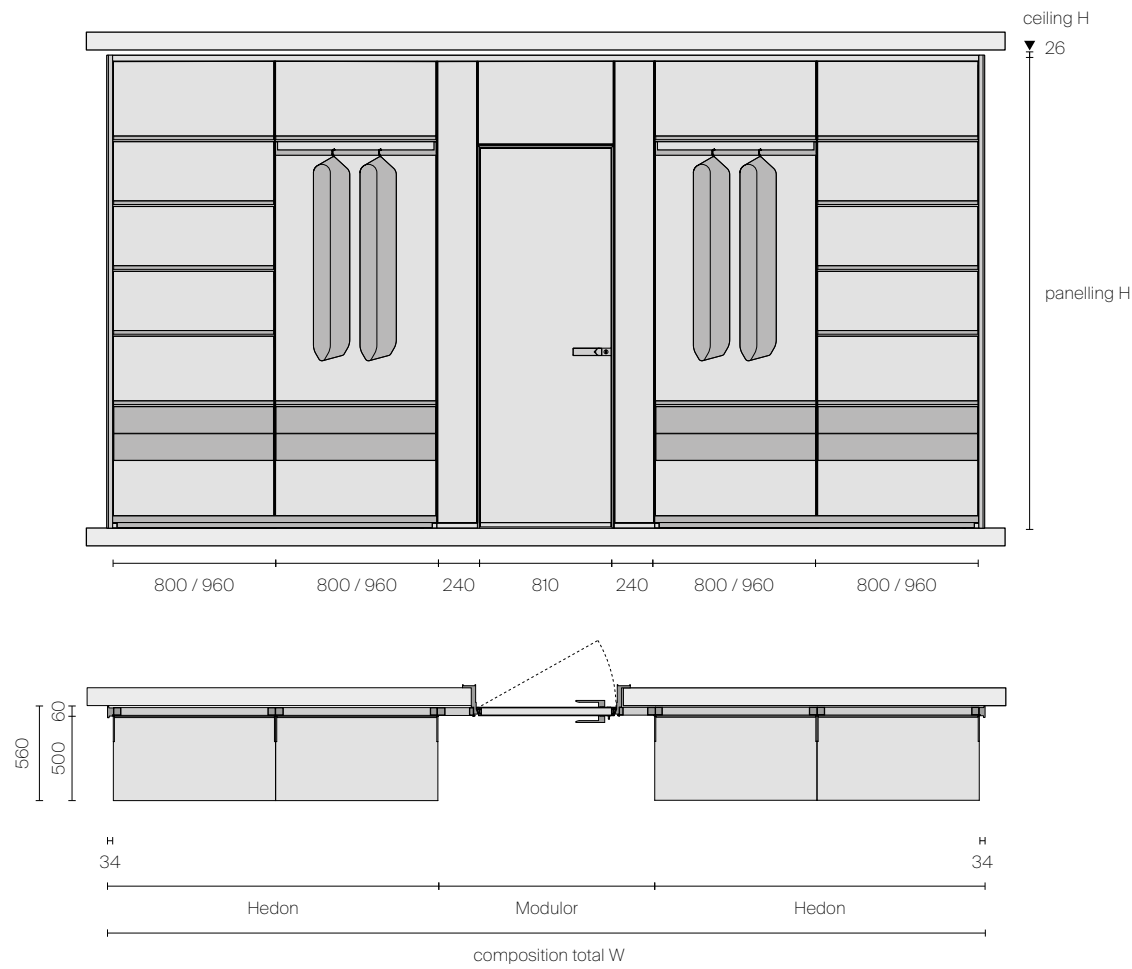 ceiling H
26
panelling H
800 / 960
800 / 960
240
810
240
800 / 960
800 / 960
560
60
500
34
34
Hedon
Modulor
Hedon
composition total W